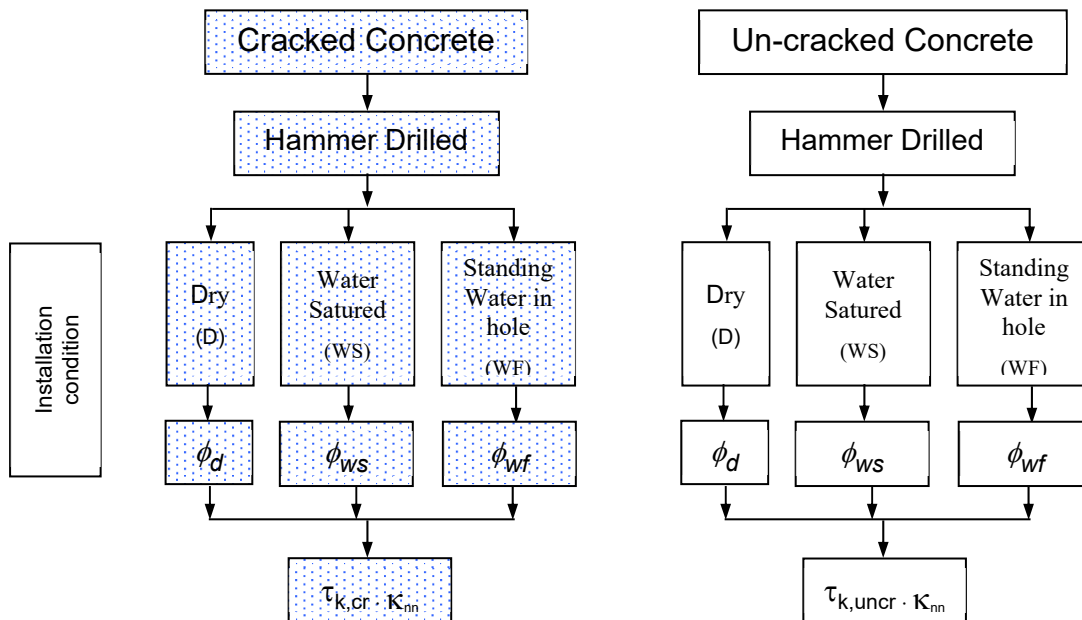 Cracked Concrete
Un-cracked Concrete
Hammer Drilled
Hammer Drilled
Installation
condition
Dry
(D)
Water
Satured
(WS)
Standing
Water in
hole
(WF)
Dry
(D)
Water
Satured
(WS)
Standing
Water in
hole
(WF)
ϕd
ϕws
ϕwf
ϕd
ϕws
ϕwf
τk,cr · κnn
τk,uncr · κnn